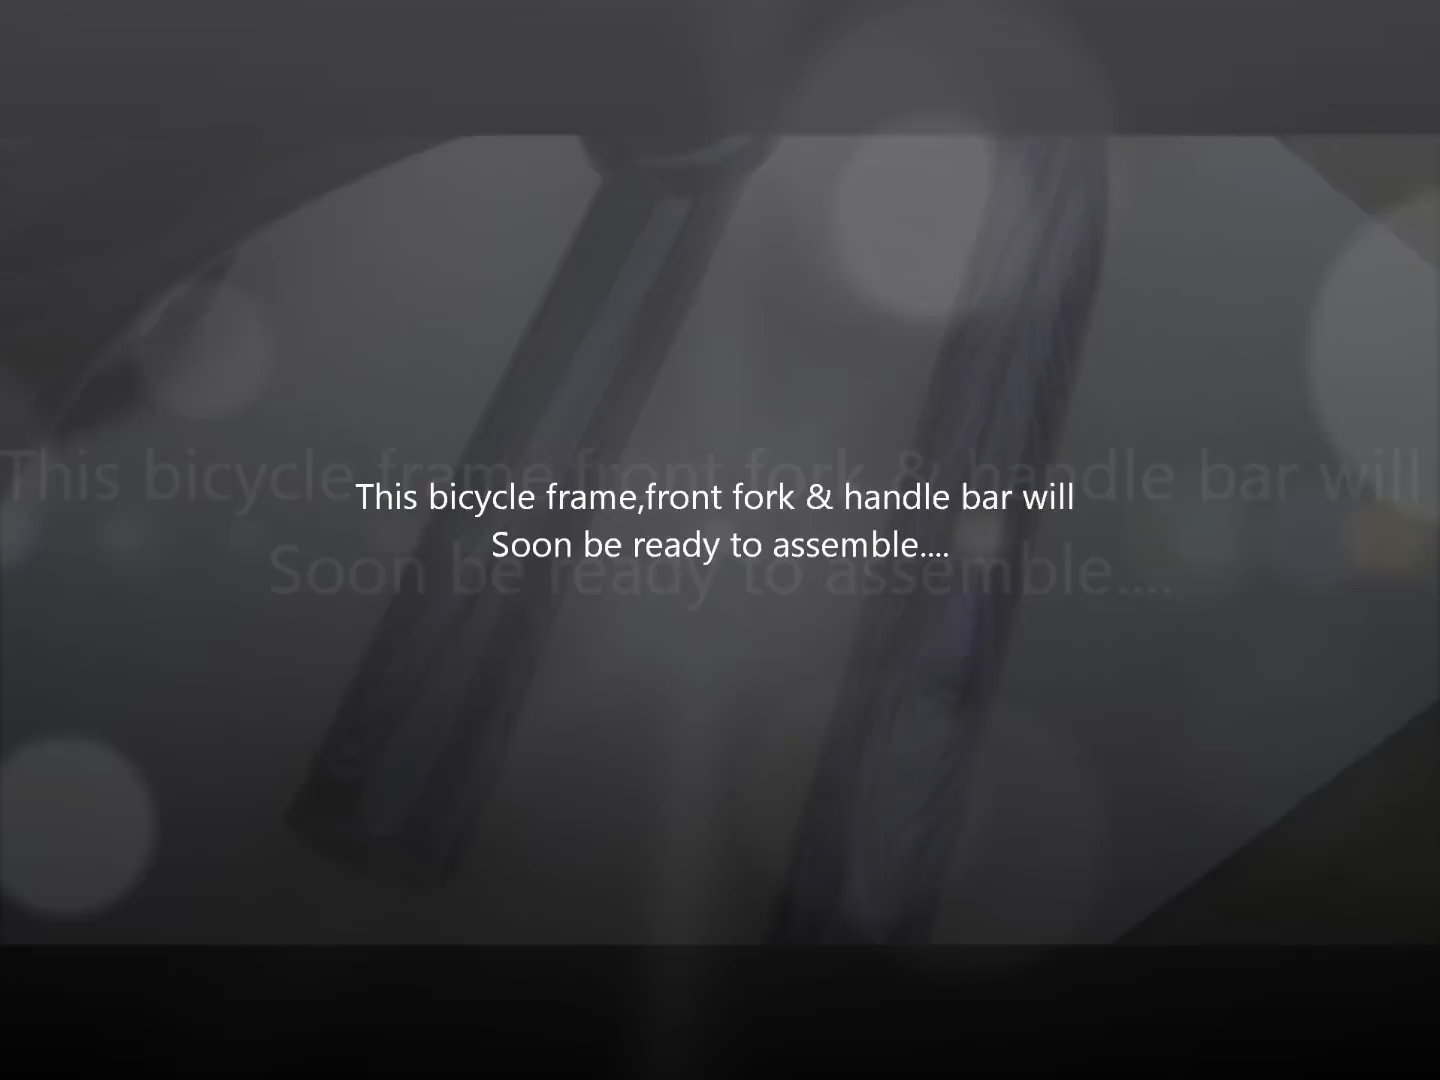 This bicycle frame,front fork & handle bar will
Soon be ready to assemble....